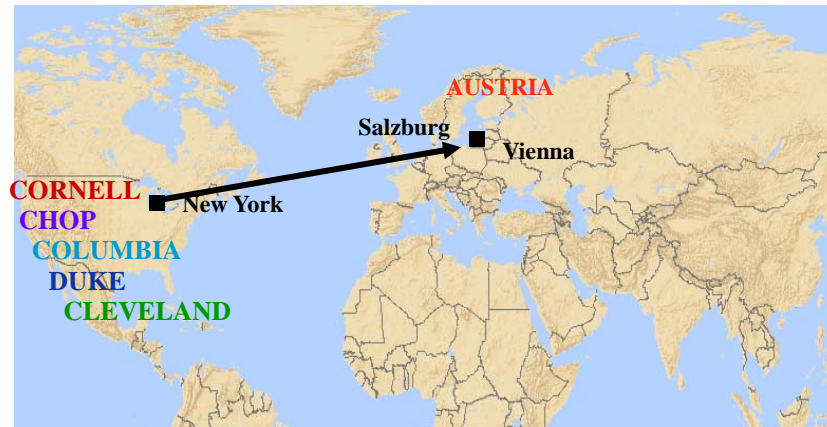 AUSTRIA
Salzburg
Vienna
CORNELL
New York
CHOP
COLUMBIA
DUKE
CLEVELAND